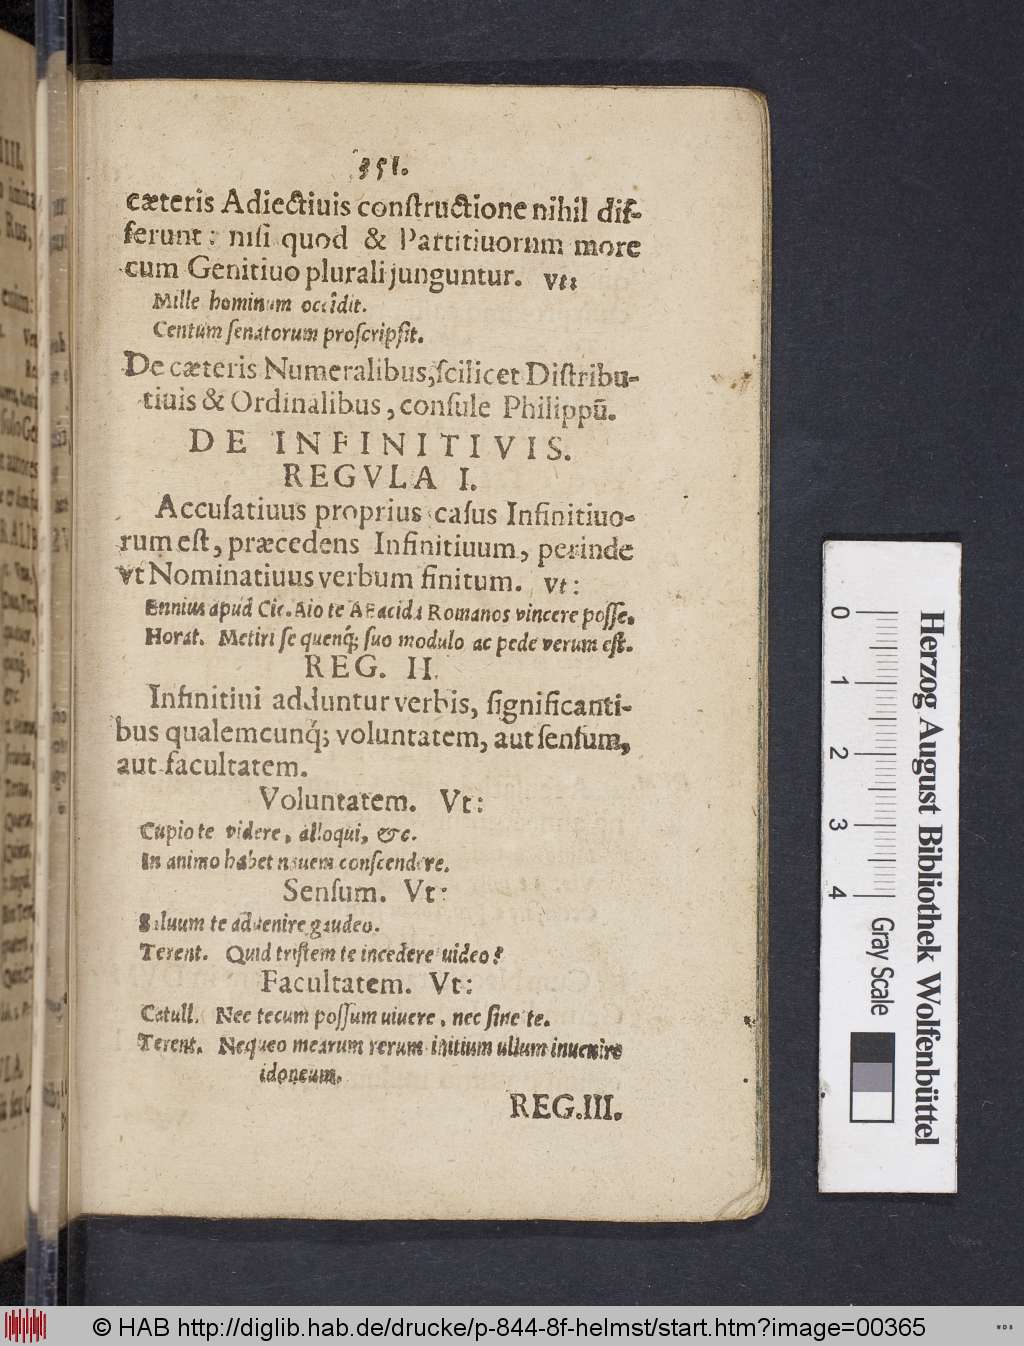 351.
cæteris Adiectiuis constructione nihil dif-
ferunt: nisi quod & Partitiuorum more
cum Genitiuo plurali junguntur. vt:
Mille hominum occîdit.
Centum senatorum proscripsit.
De cæteris Numeralibus, scilicet Distribu-
tiuis & Ordinalibus, consule Philippũ.
DE INFINITIVIS.
REGVLA I.
Accusatiuus proprius casus Infinitiuo-
rum est, præcedens Infinitiuum, perinde
vt Nominatiuus verbum finitum. vt:
Ennius apud Cic. Aio te AEacida Romanos vincere posse.
Horat. Metiri se quenq́; suo modulo ac pede verum est.
REG. II.
Infinitiui adduntur verbis, significanti-
bus qualemcunq́; voluntatem, aut sensum,
aut facultatem.
Voluntatem. Vt:
Cupio te videre, alloqui, &c.
In animo habet nauem conscendere.
Sensum. Vt:
Saluum te aduenire gaudeo.
Terent. Quid tristem te incedere uideo?
Facultatem. Vt:
Catull. Nec tecum possum uiuere, nec sine te.
Terent. Nequeo mearum rerum initium ullum inuenire
idoneum.
REG.III.
0 1 2 3 4
Herzog August Bibliothek Wolfenbüttel
Gray Scale
© HAB http://diglib.hab.de/drucke/p-844-8f-helmst/start.htm?image=00365